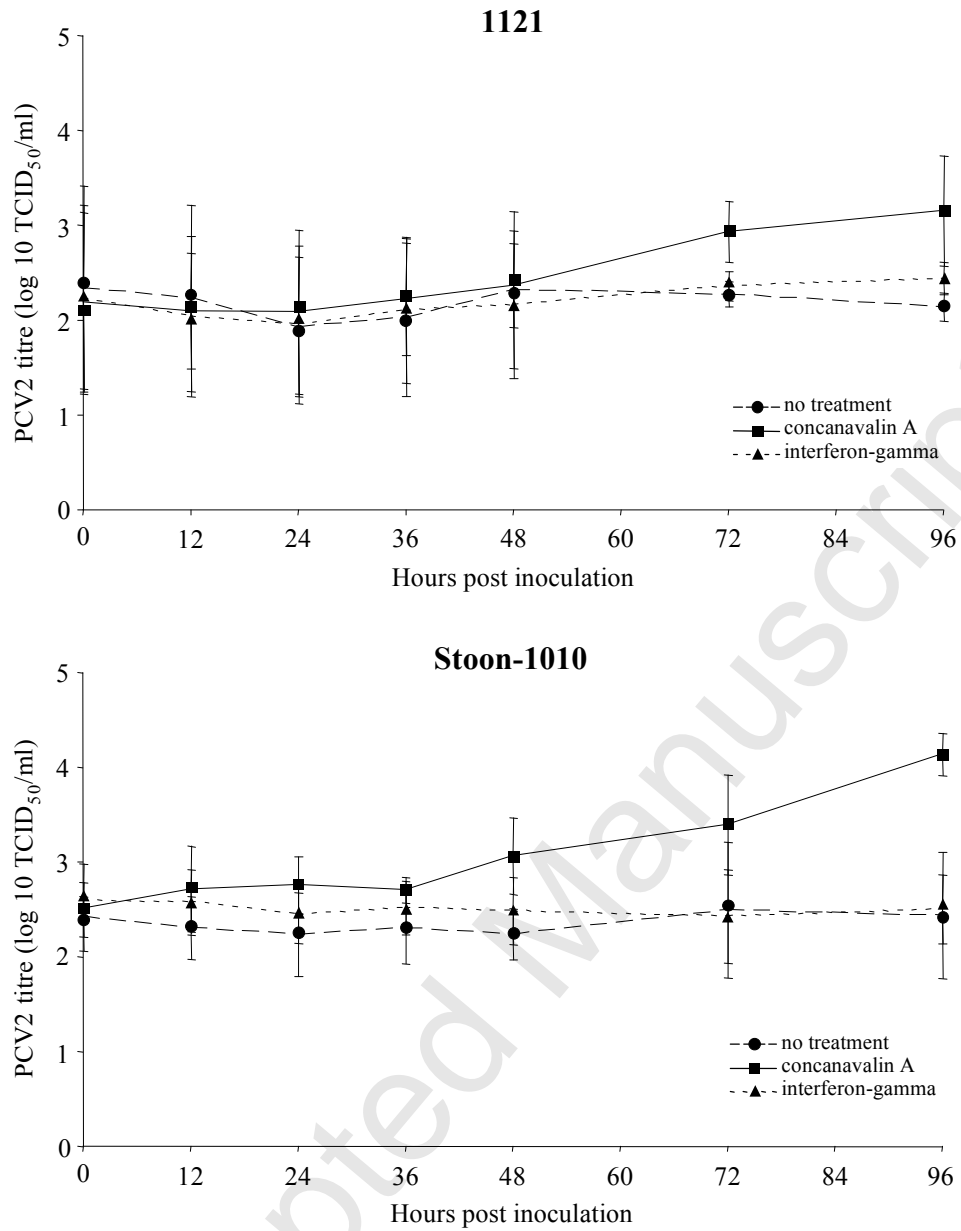 1121
5
4
3
2
1
0
PCV2 titre (log 10 TCID50/ml)
0 12 24 36 48 60 72 84 96
Hours post inoculation
no treatment
concanavalin A
interferon-gamma
Stoon-1010
5
4
3
2
1
0
PCV2 titre (log 10 TCID50/ml)
0 12 24 36 48 60 72 84 96
Hours post inoculation
no treatment
concanavalin A
interferon-gamma
pted Manuscrip